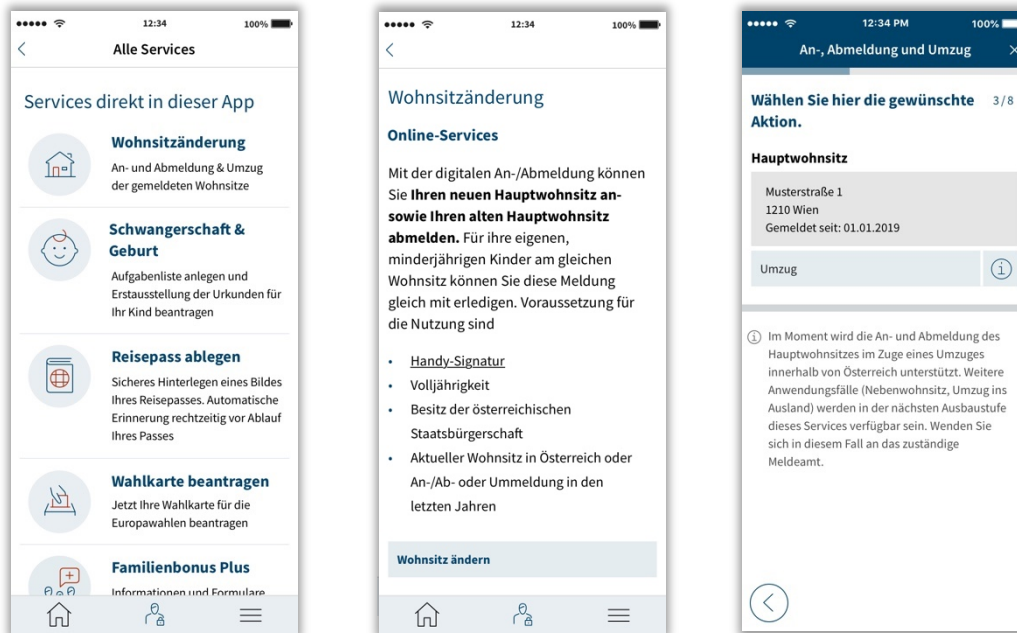 12:34
100%
Alle Services
Services direkt in dieser App
Wohnsitzänderung
An- und Abmeldung & Umzug
der gemeldeten Wohnsitze
Schwangerschaft &
Geburt
Aufgabenliste anlegen und
Erstausstellung der Urkunden für
Ihr Kind beantragen
Reisepass ablegen
Sicheres Hinterlegen eines Bildes
Ihres Reisepasses. Automatische
Erinnerung rechtzeitig vor Ablauf
Ihres Passes
Wahlkarte beantragen
Jetzt Ihre Wahlkarte für die
Europawahlen beantragen
Familienbonus Plus
Informationen und Formulare
12:34
100%
Wohnsitzänderung
Online-Services
Mit der digitalen An-/Abmeldung können
Sie Ihren neuen Hauptwohnsitz an-
sowie Ihren alten Hauptwohnsitz
abmelden. Für ihre eigenen,
minderjährigen Kinder am gleichen
Wohnsitz können Sie diese Meldung
gleich mit erledigen. Voraussetzung für
die Nutzung sind
• Handy-Signatur
• Volljährigkeit
• Besitz der österreichischen
Staatsbürgerschaft
• Aktueller Wohnsitz in Österreich oder
An-/Ab- oder Ummeldung in den
letzten Jahren
Wohnsitz ändern
12:34 PM
100%
An-, Abmeldung und Umzug
Wählen Sie hier die gewünschte 3/8
Aktion.
Hauptwohnsitz
Musterstraße 1
1210 Wien
Gemeldet seit: 01.01.2019
Umzug
Im Moment wird die An- und Abmeldung des
Hauptwohnsitzes im Zuge eines Umzuges
innerhalb von Österreich unterstützt. Weitere
Anwendungsfälle (Nebenwohnsitz, Umzug ins
Ausland) werden in der nächsten Ausbaustufe
dieses Services verfügbar sein. Wenden Sie
sich in diesem Fall an das zuständige
Meldeamt.